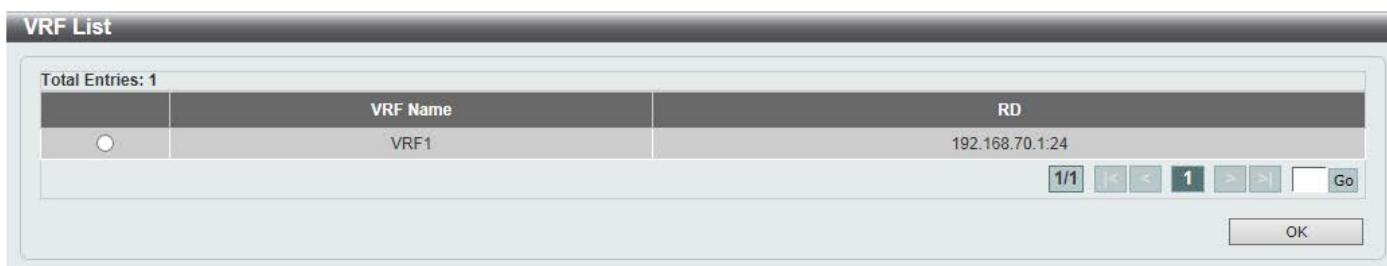 VRF List
Total Entries: 1
VRF Name RD
VRF1 192.168.70.1:24
1/1 |< < 1 > >| Go
OK